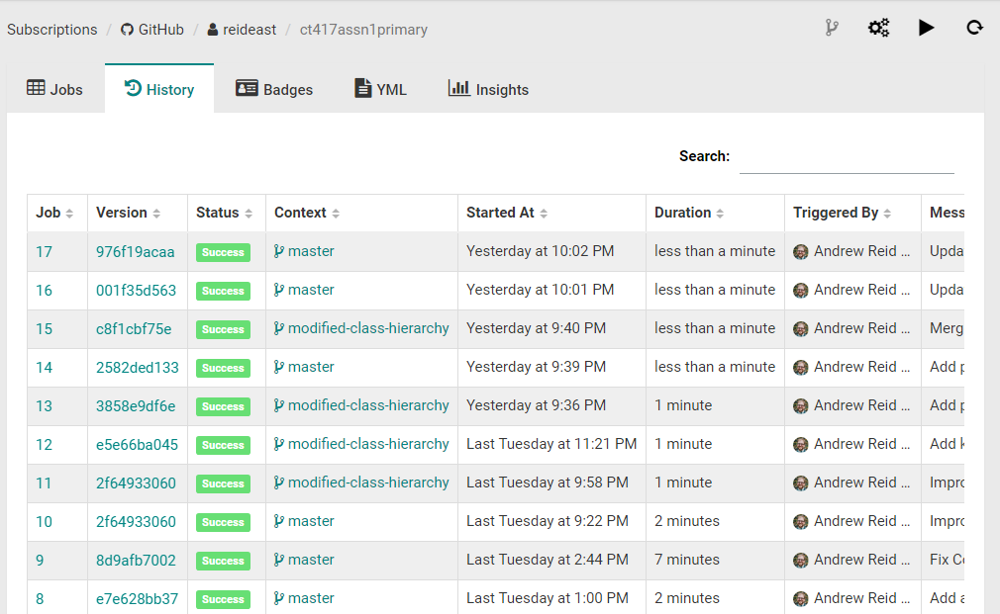 Subscriptions / GitHub / reideast / ct417assn1primary
Jobs History Badges YML Insights
Search:
Job Version Status Context Started At Duration Triggered By Mess
17 976f19acaa Success master Yesterday at 10:02 PM less than a minute Andrew Reid ... Upda
16 001f35d563 Success master Yesterday at 10:01 PM less than a minute Andrew Reid ... Upda
15 c8f1cbf75e Success modified-class-hierarchy Yesterday at 9:40 PM less than a minute Andrew Reid ... Merg
14 2582ded133 Success master Yesterday at 9:39 PM less than a minute Andrew Reid ... Add p
13 3858e9df6e Success modified-class-hierarchy Yesterday at 9:36 PM 1 minute Andrew Reid ... Add p
12 e5e66ba045 Success modified-class-hierarchy Last Tuesday at 11:21 PM 1 minute Andrew Reid ... Add k
11 2f64933060 Success modified-class-hierarchy Last Tuesday at 9:58 PM 1 minute Andrew Reid ... Impro
10 2f64933060 Success master Last Tuesday at 9:22 PM 2 minutes Andrew Reid ... Impro
9 8d9afb7002 Success master Last Tuesday at 2:44 PM 7 minutes Andrew Reid ... Fix Co
8 e7e628bb37 Success master Last Tuesday at 1:00 PM 2 minutes Andrew Reid ... Add a